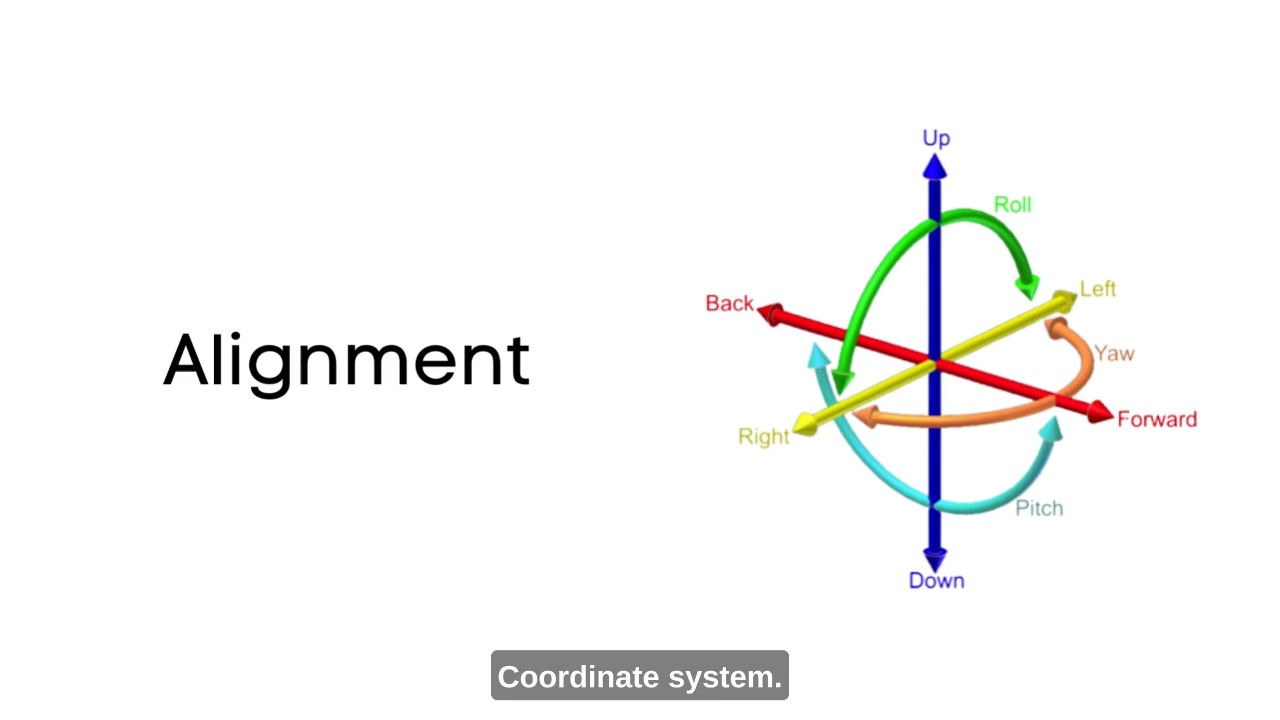 Alignment
Up
Roll
Left
Back
Yaw
Forward
Right
Pitch
Down
Coordinate system.